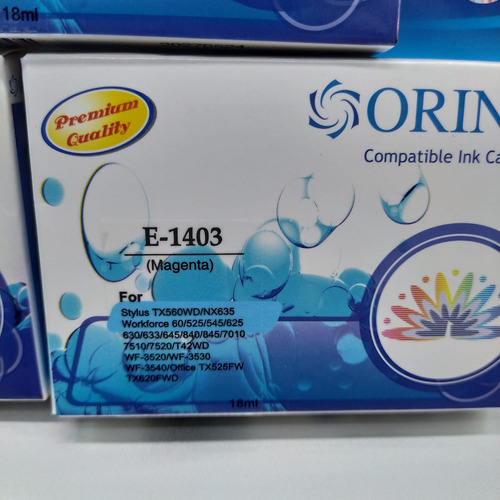 18ml
Premium
Quality
ORIN
Compatible Ink Ca
E-1403
(Magenta)
For
Stylus TX560WD/NX635
Workforce 60/525/545/625
630/633/645/840/845/7010
7510/7520/T42WD
WF-3520/WF-3530
WF-3540/Office TX525FW
TX620FWD
18ml